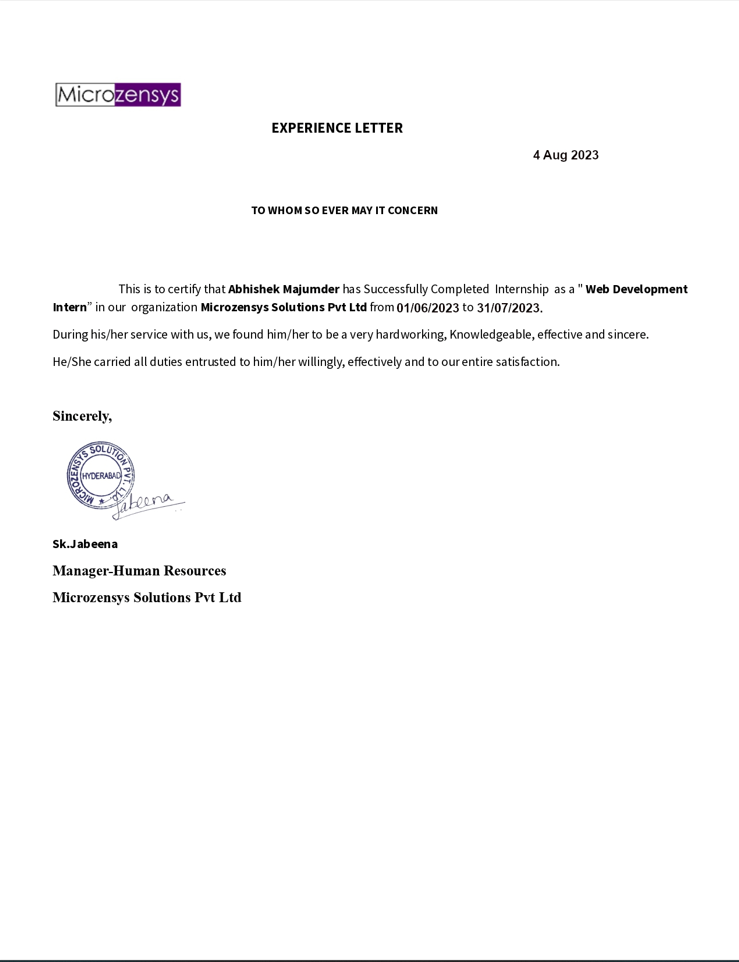 Microzensys
EXPERIENCE LETTER
4 Aug 2023
TO WHOM SO EVER MAY IT CONCERN
This is to certify that Abhishek Majumder has Successfully Completed Internship as a " Web Development
Intern” in our organization Microzensys Solutions Pvt Ltd from 01/06/2023 to 31/07/2023.
During his/her service with us, we found him/her to be a very hardworking, Knowledgeable, effective and sincere.
He/She carried all duties entrusted to him/her willingly, effectively and to our entire satisfaction.
Sincerely,
MICROZENSYS SOLUTION PVT. LTD
HYDERABAD
Jabeena
Sk.Jabeena
Manager-Human Resources
Microzensys Solutions Pvt Ltd